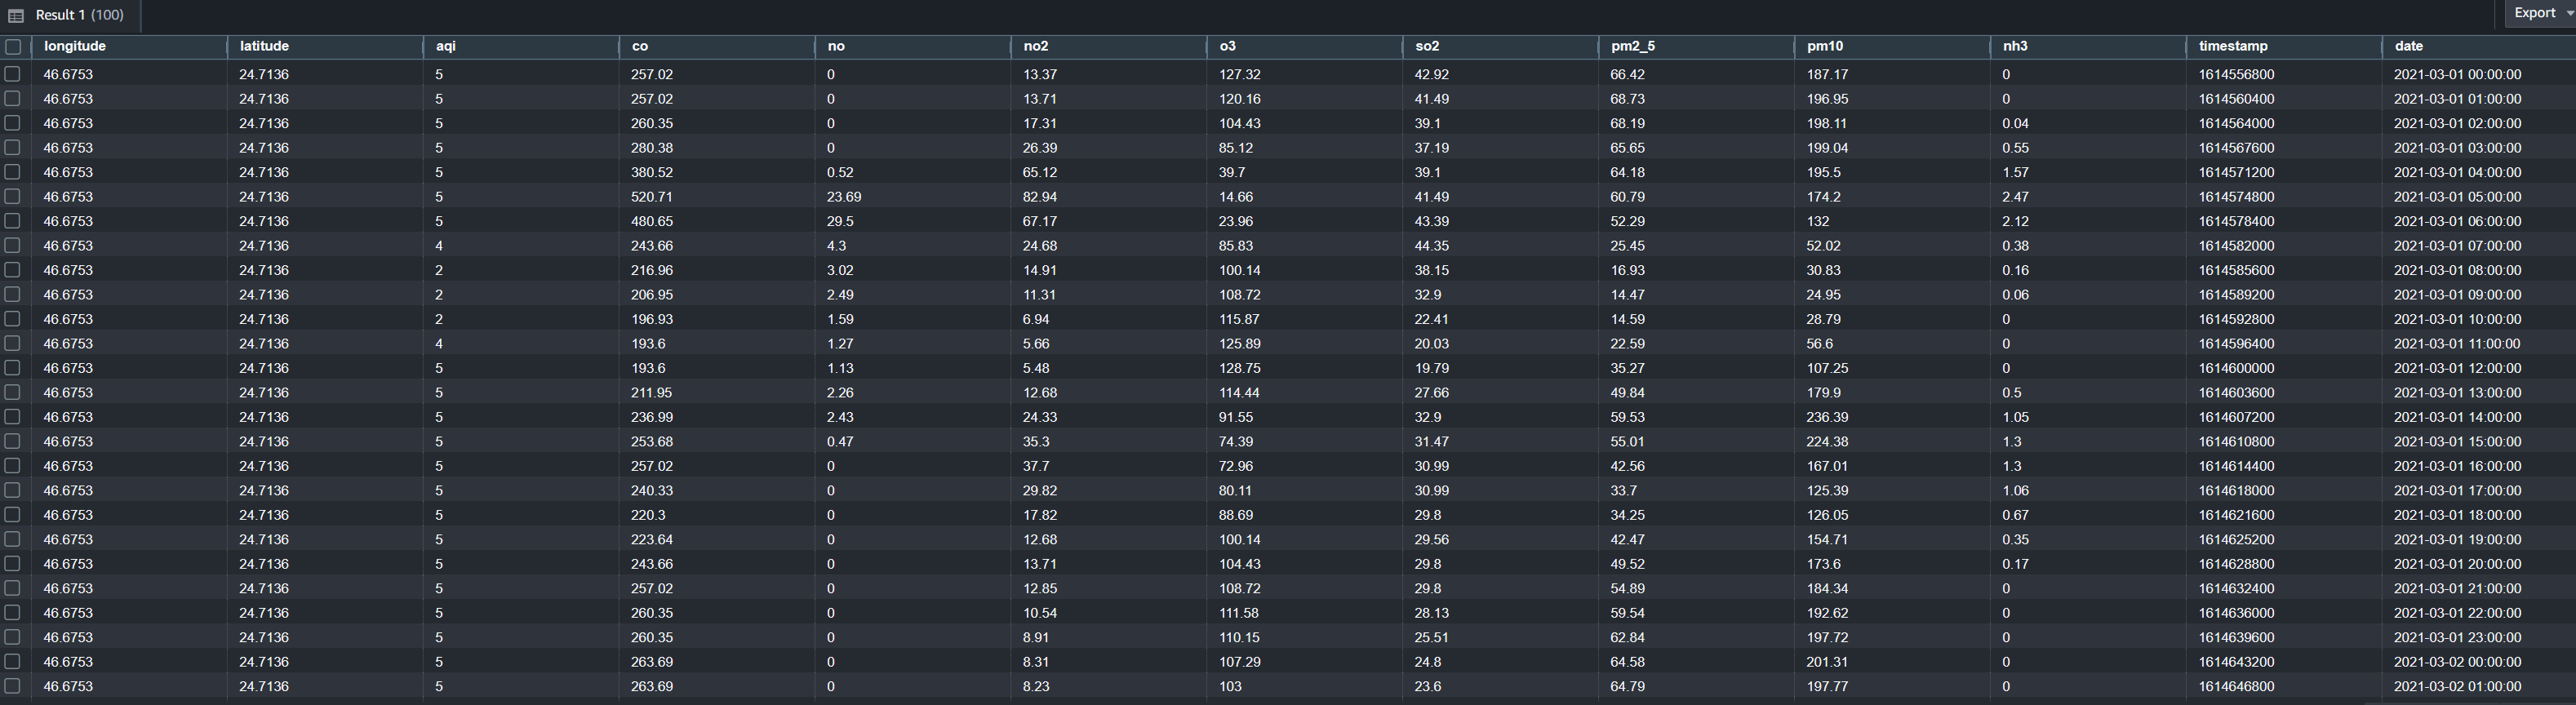 Result 1 (100) Export
longitude latitude aqi co no no2 o3 so2 pm2_5 pm10 nh3 timestamp date
46.6753 24.7136 5 257.02 0 13.37 127.32 42.92 66.42 187.17 0 1614556800 2021-03-01 00:00:00
46.6753 24.7136 5 257.02 0 13.71 120.16 41.49 68.73 196.95 0 1614560400 2021-03-01 01:00:00
46.6753 24.7136 5 260.35 0 17.31 104.43 39.1 68.19 198.11 0.04 1614564000 2021-03-01 02:00:00
46.6753 24.7136 5 280.38 0 26.39 85.12 37.19 65.65 199.04 0.55 1614567600 2021-03-01 03:00:00
46.6753 24.7136 5 380.52 0.52 65.12 39.7 39.1 64.18 195.5 1.57 1614571200 2021-03-01 04:00:00
46.6753 24.7136 5 520.71 23.69 82.94 14.66 41.49 60.79 174.2 2.47 1614574800 2021-03-01 05:00:00
46.6753 24.7136 5 480.65 29.5 67.17 23.96 43.39 52.29 132 2.12 1614578400 2021-03-01 06:00:00
46.6753 24.7136 4 243.66 4.3 24.68 85.83 44.35 25.45 52.02 0.38 1614582000 2021-03-01 07:00:00
46.6753 24.7136 2 216.96 3.02 14.91 100.14 38.15 16.93 30.83 0.16 1614585600 2021-03-01 08:00:00
46.6753 24.7136 2 206.95 2.49 11.31 108.72 32.9 14.47 24.95 0.06 1614589200 2021-03-01 09:00:00
46.6753 24.7136 2 196.93 1.59 6.94 115.87 22.41 14.59 28.79 0 1614592800 2021-03-01 10:00:00
46.6753 24.7136 4 193.6 1.27 5.66 125.89 20.03 22.59 56.6 0 1614596400 2021-03-01 11:00:00
46.6753 24.7136 5 193.6 1.13 5.48 128.75 19.79 35.27 107.25 0 1614600000 2021-03-01 12:00:00
46.6753 24.7136 5 211.95 2.26 12.68 114.44 27.66 49.84 179.9 0.5 1614603600 2021-03-01 13:00:00
46.6753 24.7136 5 236.99 2.43 24.33 91.55 32.9 59.53 236.39 1.05 1614607200 2021-03-01 14:00:00
46.6753 24.7136 5 253.68 0.47 35.3 74.39 31.47 55.01 224.38 1.3 1614610800 2021-03-01 15:00:00
46.6753 24.7136 5 257.02 0 37.7 72.96 30.99 42.56 167.01 1.3 1614614400 2021-03-01 16:00:00
46.6753 24.7136 5 240.33 0 29.82 80.11 30.99 33.7 125.39 1.06 1614618000 2021-03-01 17:00:00
46.6753 24.7136 5 220.3 0 17.82 88.69 29.8 34.25 126.05 0.67 1614621600 2021-03-01 18:00:00
46.6753 24.7136 5 223.64 0 12.68 100.14 29.56 42.47 154.71 0.35 1614625200 2021-03-01 19:00:00
46.6753 24.7136 5 243.66 0 13.71 104.43 29.8 49.52 173.6 0.17 1614628800 2021-03-01 20:00:00
46.6753 24.7136 5 257.02 0 12.85 108.72 29.8 54.89 184.34 0 1614632400 2021-03-01 21:00:00
46.6753 24.7136 5 260.35 0 10.54 111.58 28.13 59.54 192.62 0 1614636000 2021-03-01 22:00:00
46.6753 24.7136 5 260.35 0 8.91 110.15 25.51 62.84 197.72 0 1614639600 2021-03-01 23:00:00
46.6753 24.7136 5 263.69 0 8.31 107.29 24.8 64.58 201.31 0 1614643200 2021-03-02 00:00:00
46.6753 24.7136 5 263.69 0 8.23 103 23.6 64.79 197.77 0 1614646800 2021-03-02 01:00:00